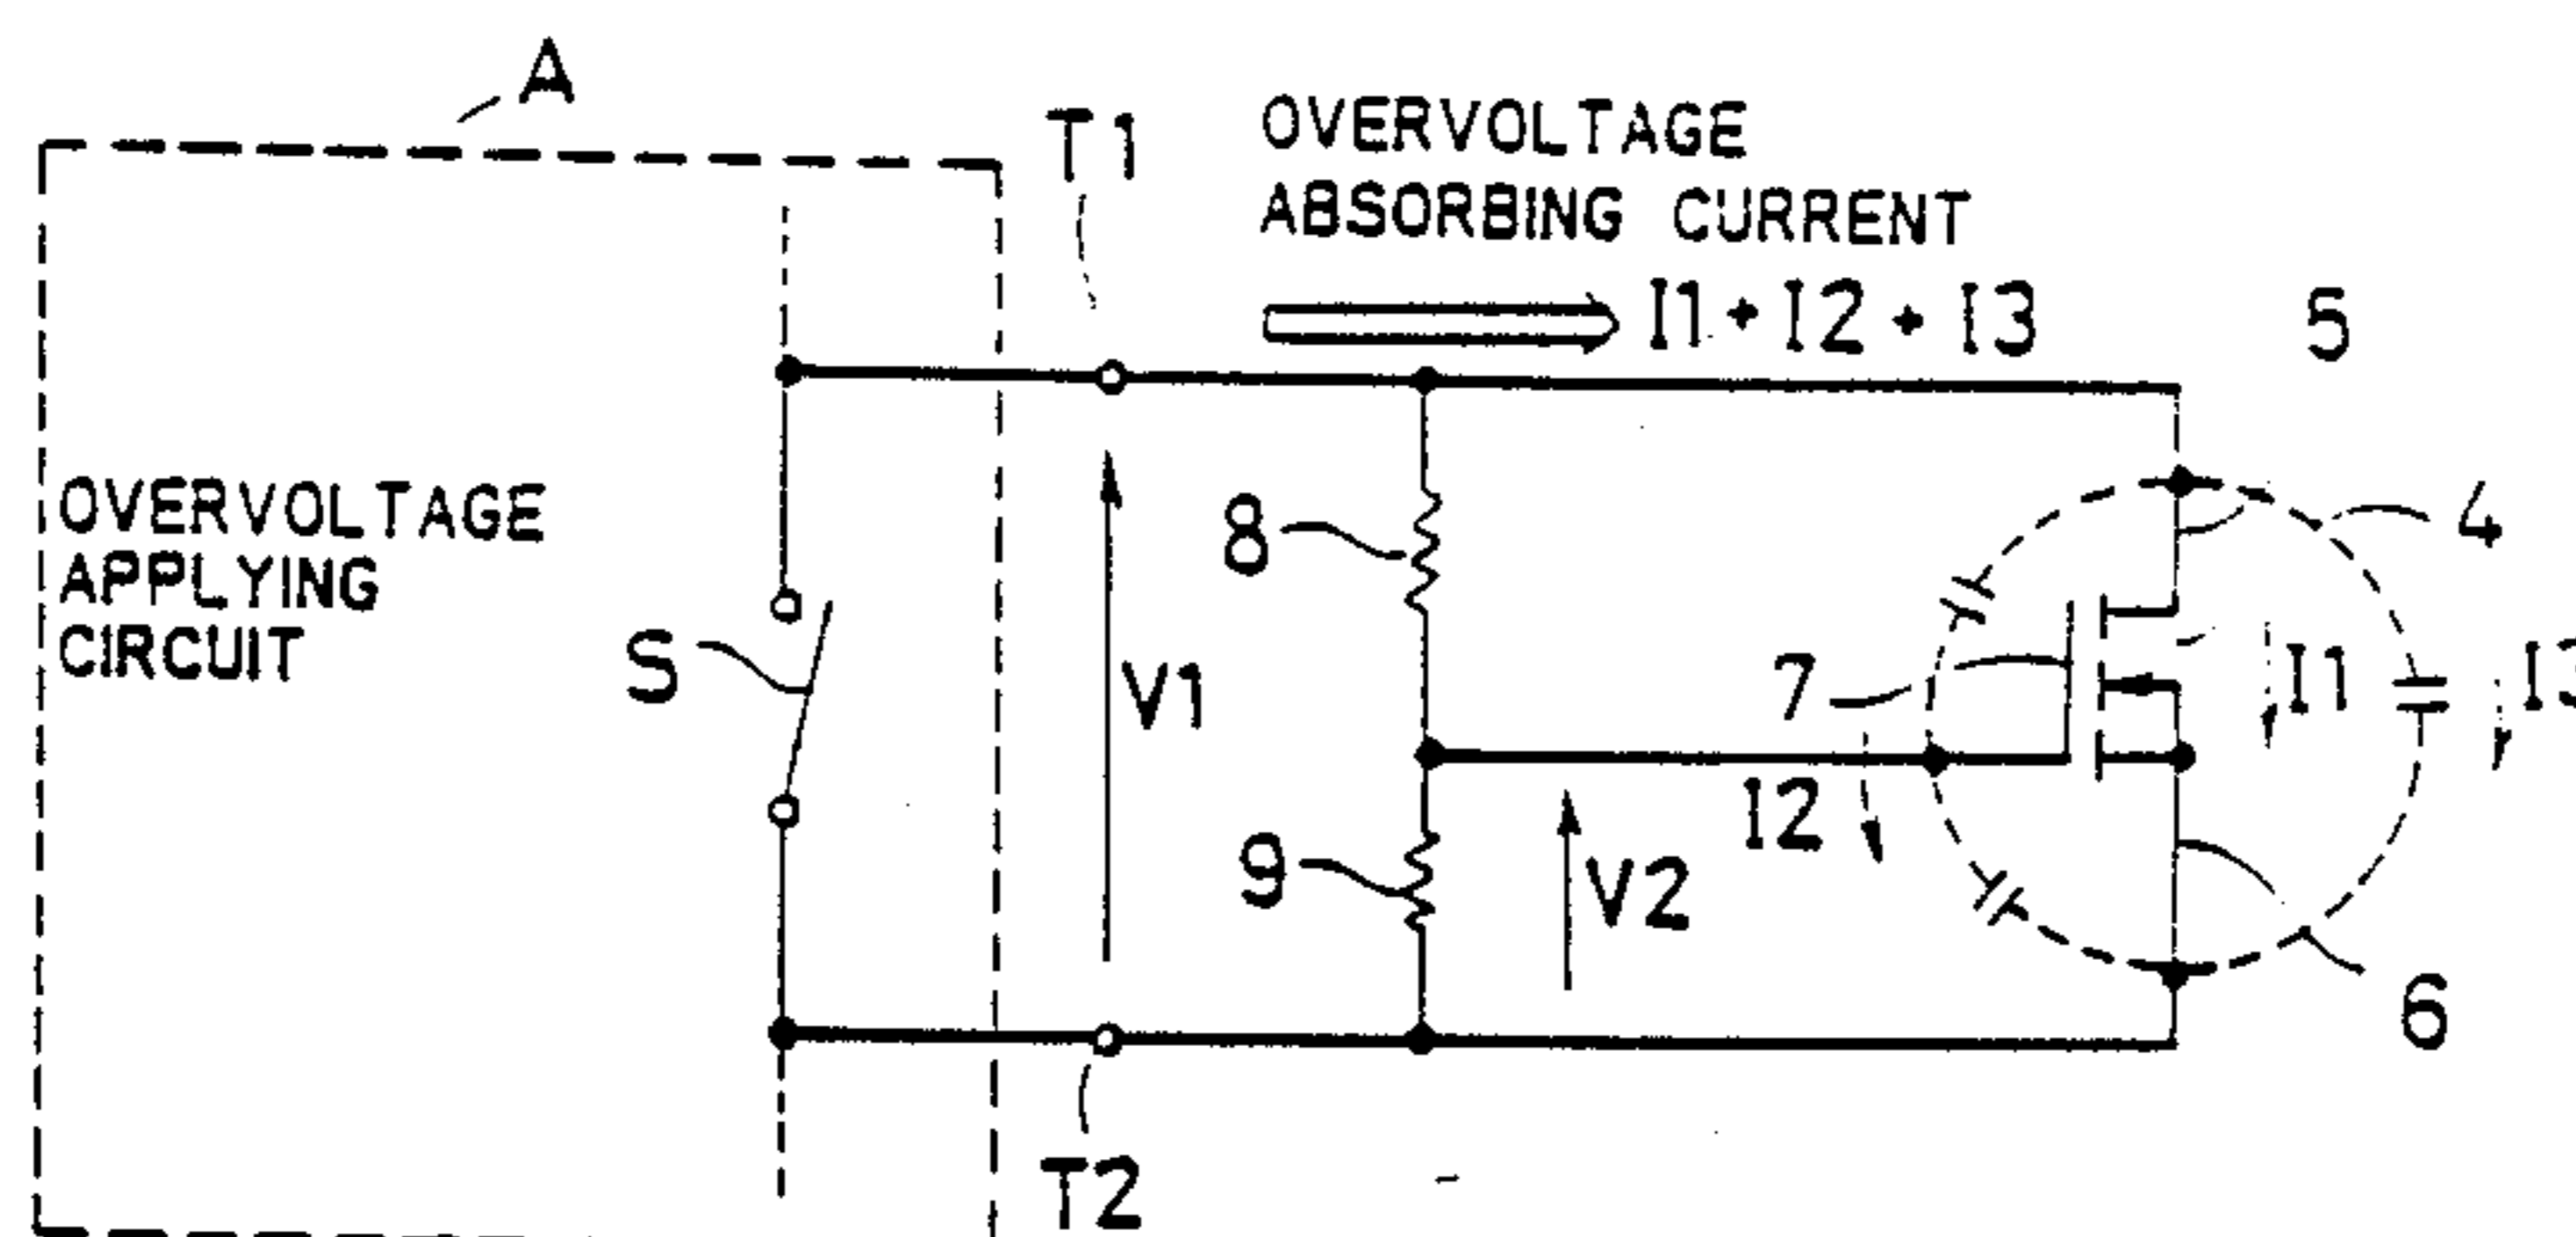 A
T1
OVERVOLTAGE
ABSORBING CURRENT
I1 + I2 + I3
5
OVERVOLTAGE
APPLYING
CIRCUIT
8
4
S
V1
7
I1
I3
I2
9
V2
6
T2